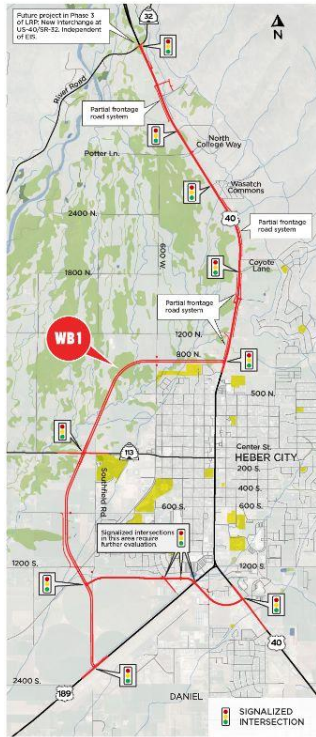 Future project in Phase 3
of LRP: New Interchange at
US-40/SR-32. Independent
of EIS.
32
N
River Road
Partial frontage
road system
North
College Way
Potter Ln.
Wasatch
Commons
2400 N.
40
Partial frontage
road system
600 W.
Coyote
Lane
1800 N.
Partial frontage
road system
1200 N.
WB1
800 N.
500 N.
Center St.
113
HEBER CITY
200 S.
Southfield Rd.
400 S.
600 S.
600 S.
Signalized intersections
in this area require
further evaluation.
1200 S.
1200 S.
40
2400 S.
189
DANIEL
SIGNALIZED
INTERSECTION